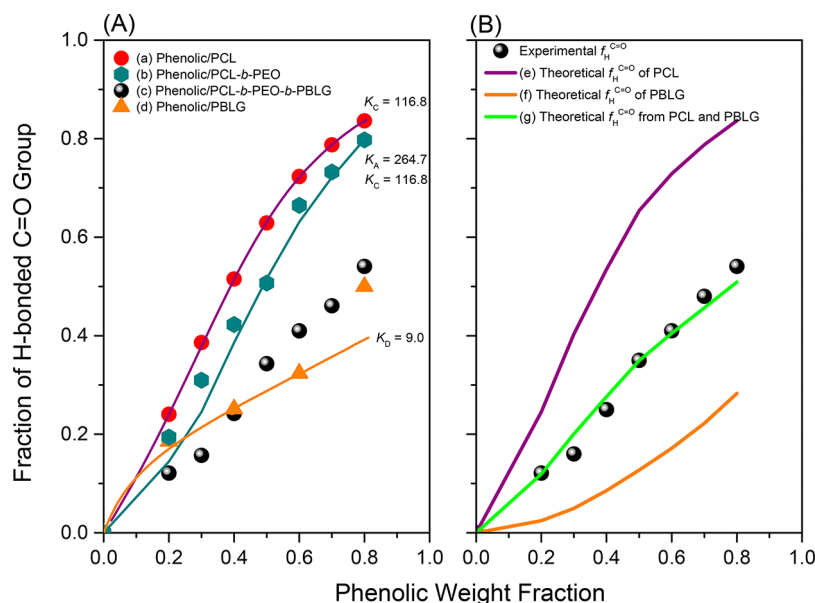 (A)
(a) Phenolic/PCL
(b) Phenolic/PCL-b-PEO
(c) Phenolic/PCL-b-PEO-b-PBLG
(d) Phenolic/PBLG
K_C = 116.8
K_A = 264.7
K_C = 116.8
K_D = 9.0
Fraction of H-bonded C=O Group
1.0
0.8
0.6
0.4
0.2
0.0
0.0 0.2 0.4 0.6 0.8 1.0
(B)
Experimental f_H^C=O
(e) Theoretical f_H^C=O of PCL
(f) Theoretical f_H^C=O of PBLG
(g) Theoretical f_H^C=O from PCL and PBLG
0.0 0.2 0.4 0.6 0.8 1.0
Phenolic Weight Fraction